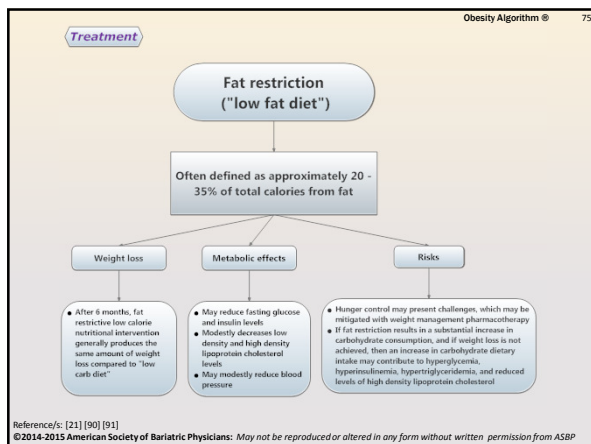 Obesity Algorithm ® 75
Treatment
Fat restriction
("low fat diet")
Often defined as approximately 20 -
35% of total calories from fat
Weight loss
Metabolic effects
Risks
• After 6 months, fat
restrictive low calorie
nutritional intervention
generally produces the
same amount of weight
loss compared to "low
carb diet"
• May reduce fasting glucose
and insulin levels
• Modestly decreases low
density and high density
lipoprotein cholesterol
levels
• May modestly reduce blood
pressure
• Hunger control may present challenges, which may be
mitigated with weight management pharmacotherapy
• If fat restriction results in a substantial increase in
carbohydrate consumption, and if weight loss is not
achieved, then an increase in carbohydrate dietary
intake may contribute to hyperglycemia,
hyperinsulinemia, hypertriglyceridemia, and reduced
levels of high density lipoprotein cholesterol
Reference/s: [21] [90] [91]
©2014-2015 American Society of Bariatric Physicians: May not be reproduced or altered in any form without written permission from ASBP